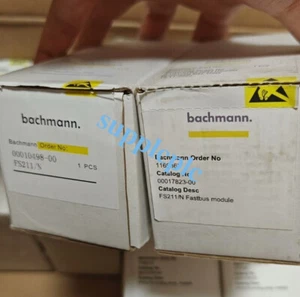 bachmann.
Bachmann Order No:
00010498-00
FS211/N
1 PCS
bachmann.
Bachmann Order No
Catalog No
00017823-00
Catalog Desc
FS211/N Fastbus module